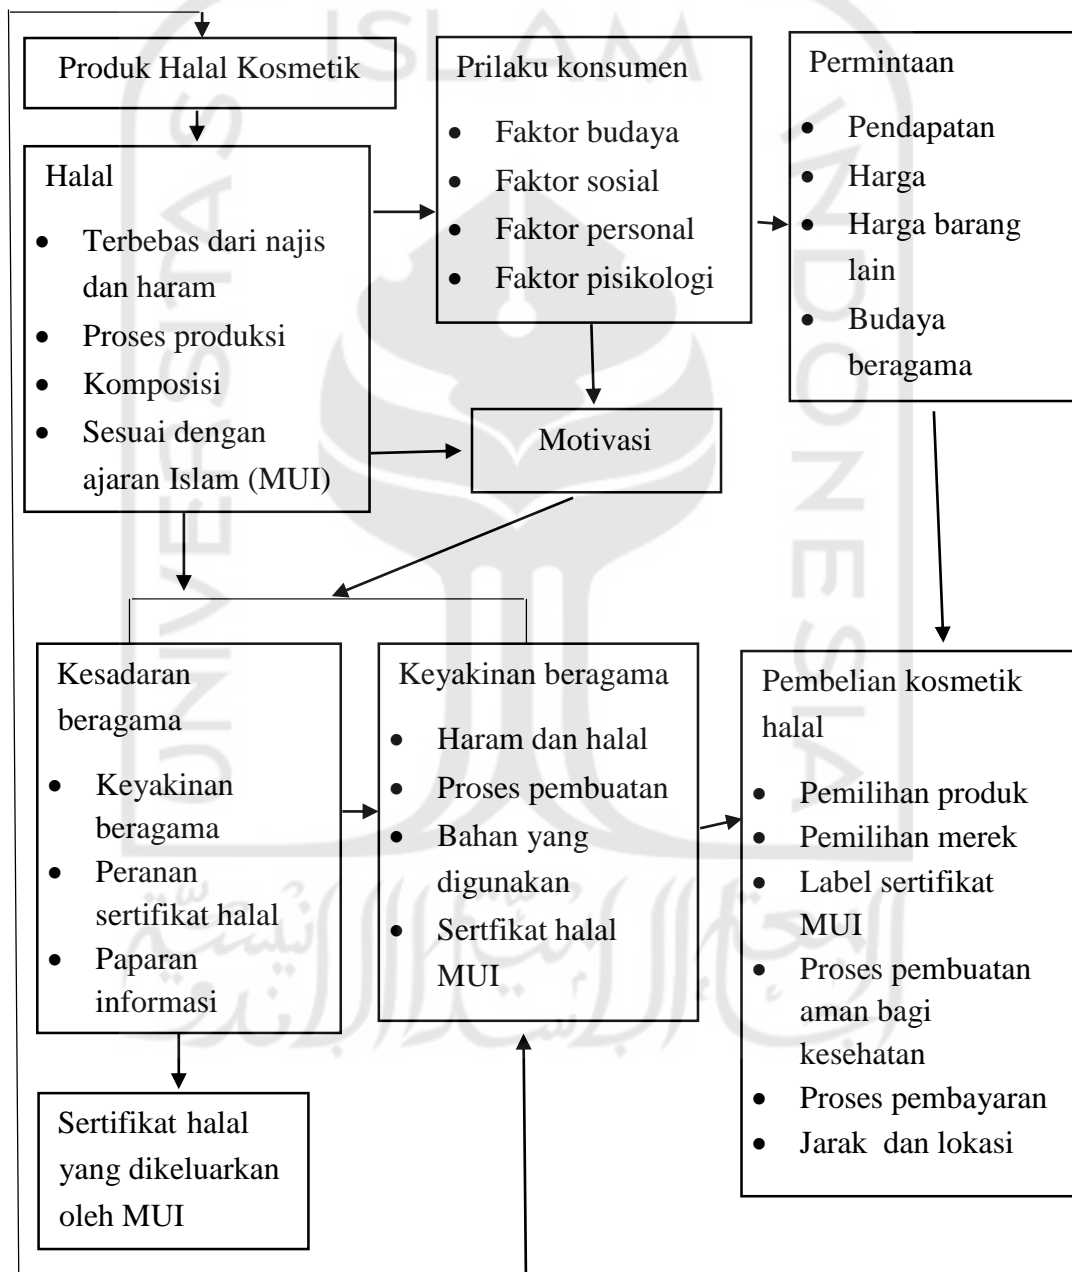 Produk Halal Kosmetik
Halal
• Terbebas dari najis
dan haram
• Proses produksi
• Komposisi
• Sesuai dengan
ajaran Islam (MUI)
Prilaku konsumen
• Faktor budaya
• Faktor sosial
• Faktor personal
• Faktor pisikologi
Permintaan
• Pendapatan
• Harga
• Harga barang
lain
• Budaya
beragama
Motivasi
Kesadaran
beragama
• Keyakinan
beragama
• Peranan
sertifikat halal
• Paparan
informasi
Keyakinan beragama
• Haram dan halal
• Proses pembuatan
• Bahan yang
digunakan
• Sertfikat halal
MUI
Pembelian kosmetik
halal
• Pemilihan produk
• Pemilihan merek
• Label sertifikat
MUI
• Proses pembuatan
aman bagi
kesehatan
• Proses pembayaran
• Jarak dan lokasi
Sertifikat halal
yang dikeluarkan
oleh MUI
UNIVERSITAS
ISLAM
INDONESIA